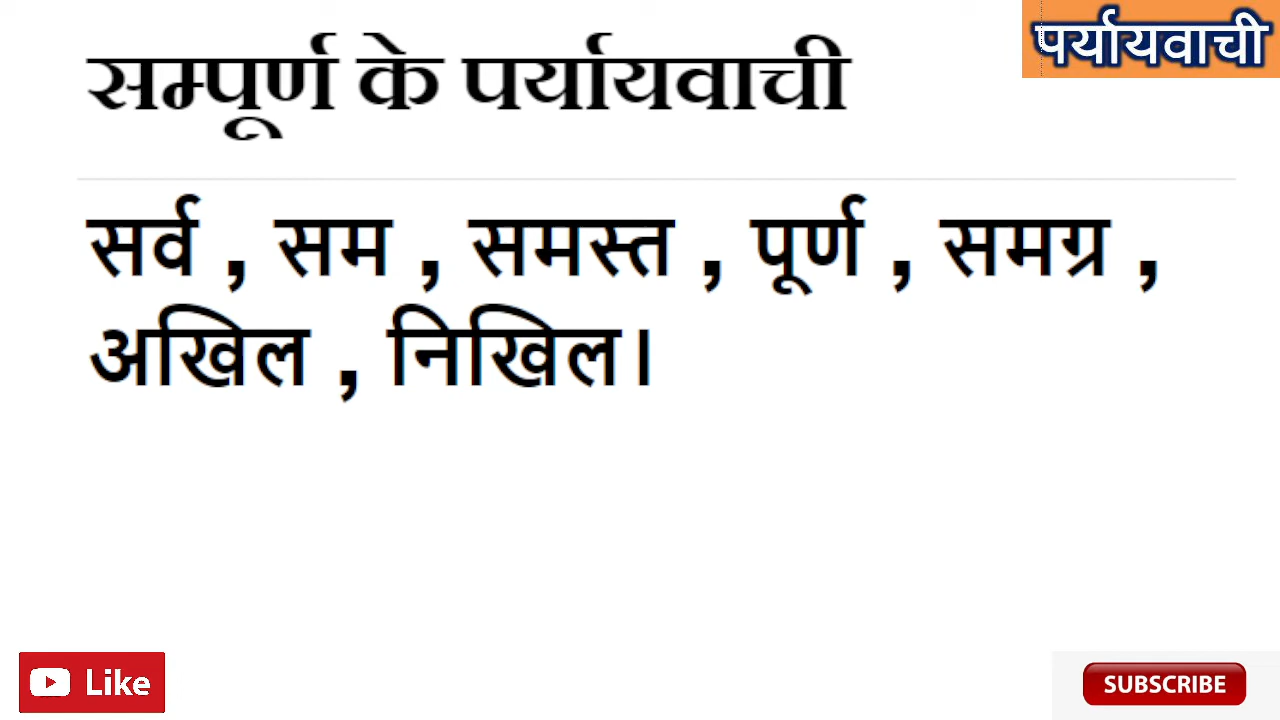 सम्पूर्ण के पर्यायवाची
पर्यायवाची
सर्व , सम , समस्त , पूर्ण , समग्र ,
अखिल , निखिल।
Like
SUBSCRIBE